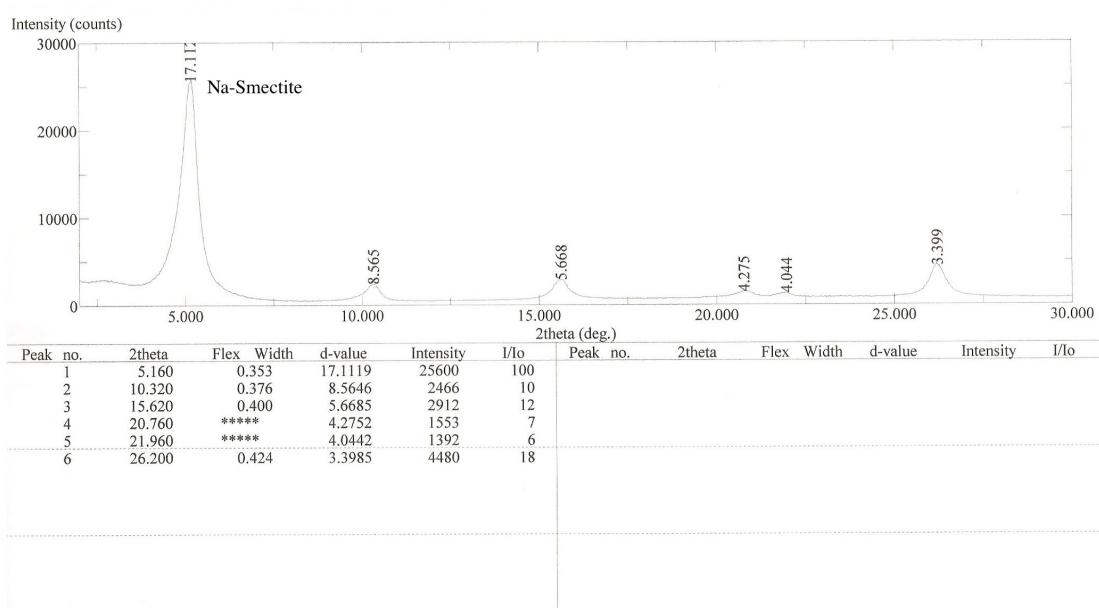 Intensity (counts)
30000
20000
10000
0
17.11
Na-Smectite
8.565
5.668
4.275
4.044
3.399
5.000 10.000 15.000 20.000 25.000 30.000
2theta (deg.)
Peak no. 2theta Flex Width d-value Intensity I/Io Peak no. 2theta Flex Width d-value Intensity I/Io
1 5.160 0.353 17.1119 25600 100
2 10.320 0.376 8.5646 2466 10
3 15.620 0.400 5.6685 2912 12
4 20.760 ***** 4.2752 1553 7
5 21.960 ***** 4.0442 1392 6
6 26.200 0.424 3.3985 4480 18